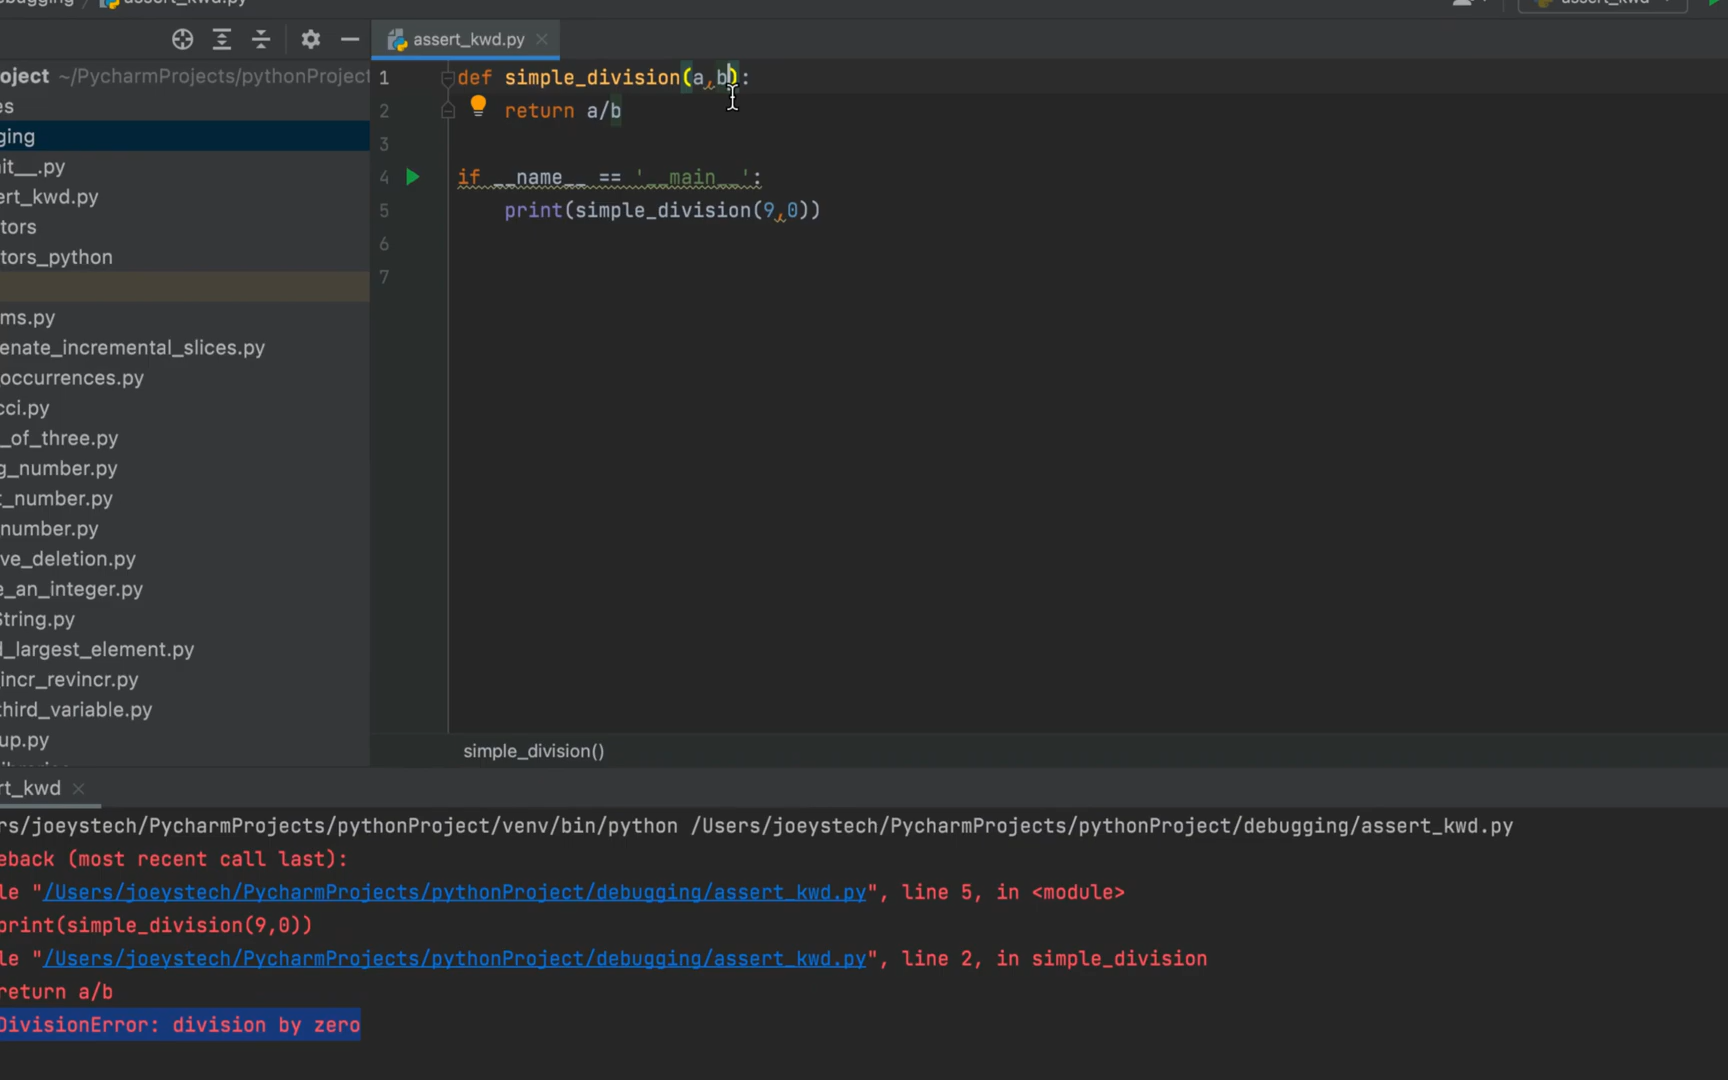 assert_kwd.py
assert_kwd.py
oject ~/PycharmProjects/pythonProject
es
ging
it__.py
ert_kwd.py
tors
tors_python
ms.py
enate_incremental_slices.py
occurrences.py
cci.py
_of_three.py
g_number.py
t_number.py
number.py
ve_deletion.py
e_an_integer.py
String.py
d_largest_element.py
incr_revincr.py
third_variable.py
up.py
1 def simple_division(a,b):
2 return a/b
3
4 if __name__ == '__main__':
5 print(simple_division(9,0))
6
7
simple_division()
rt_kwd
rs/joeystech/PycharmProjects/pythonProject/venv/bin/python /Users/joeystech/PycharmProjects/pythonProject/debugging/assert_kwd.py
eback (most recent call last):
le "/Users/joeystech/PycharmProjects/pythonProject/debugging/assert_kwd.py", line 5, in <module>
print(simple_division(9,0))
le "/Users/joeystech/PycharmProjects/pythonProject/debugging/assert_kwd.py", line 2, in simple_division
return a/b
DivisionError: division by zero